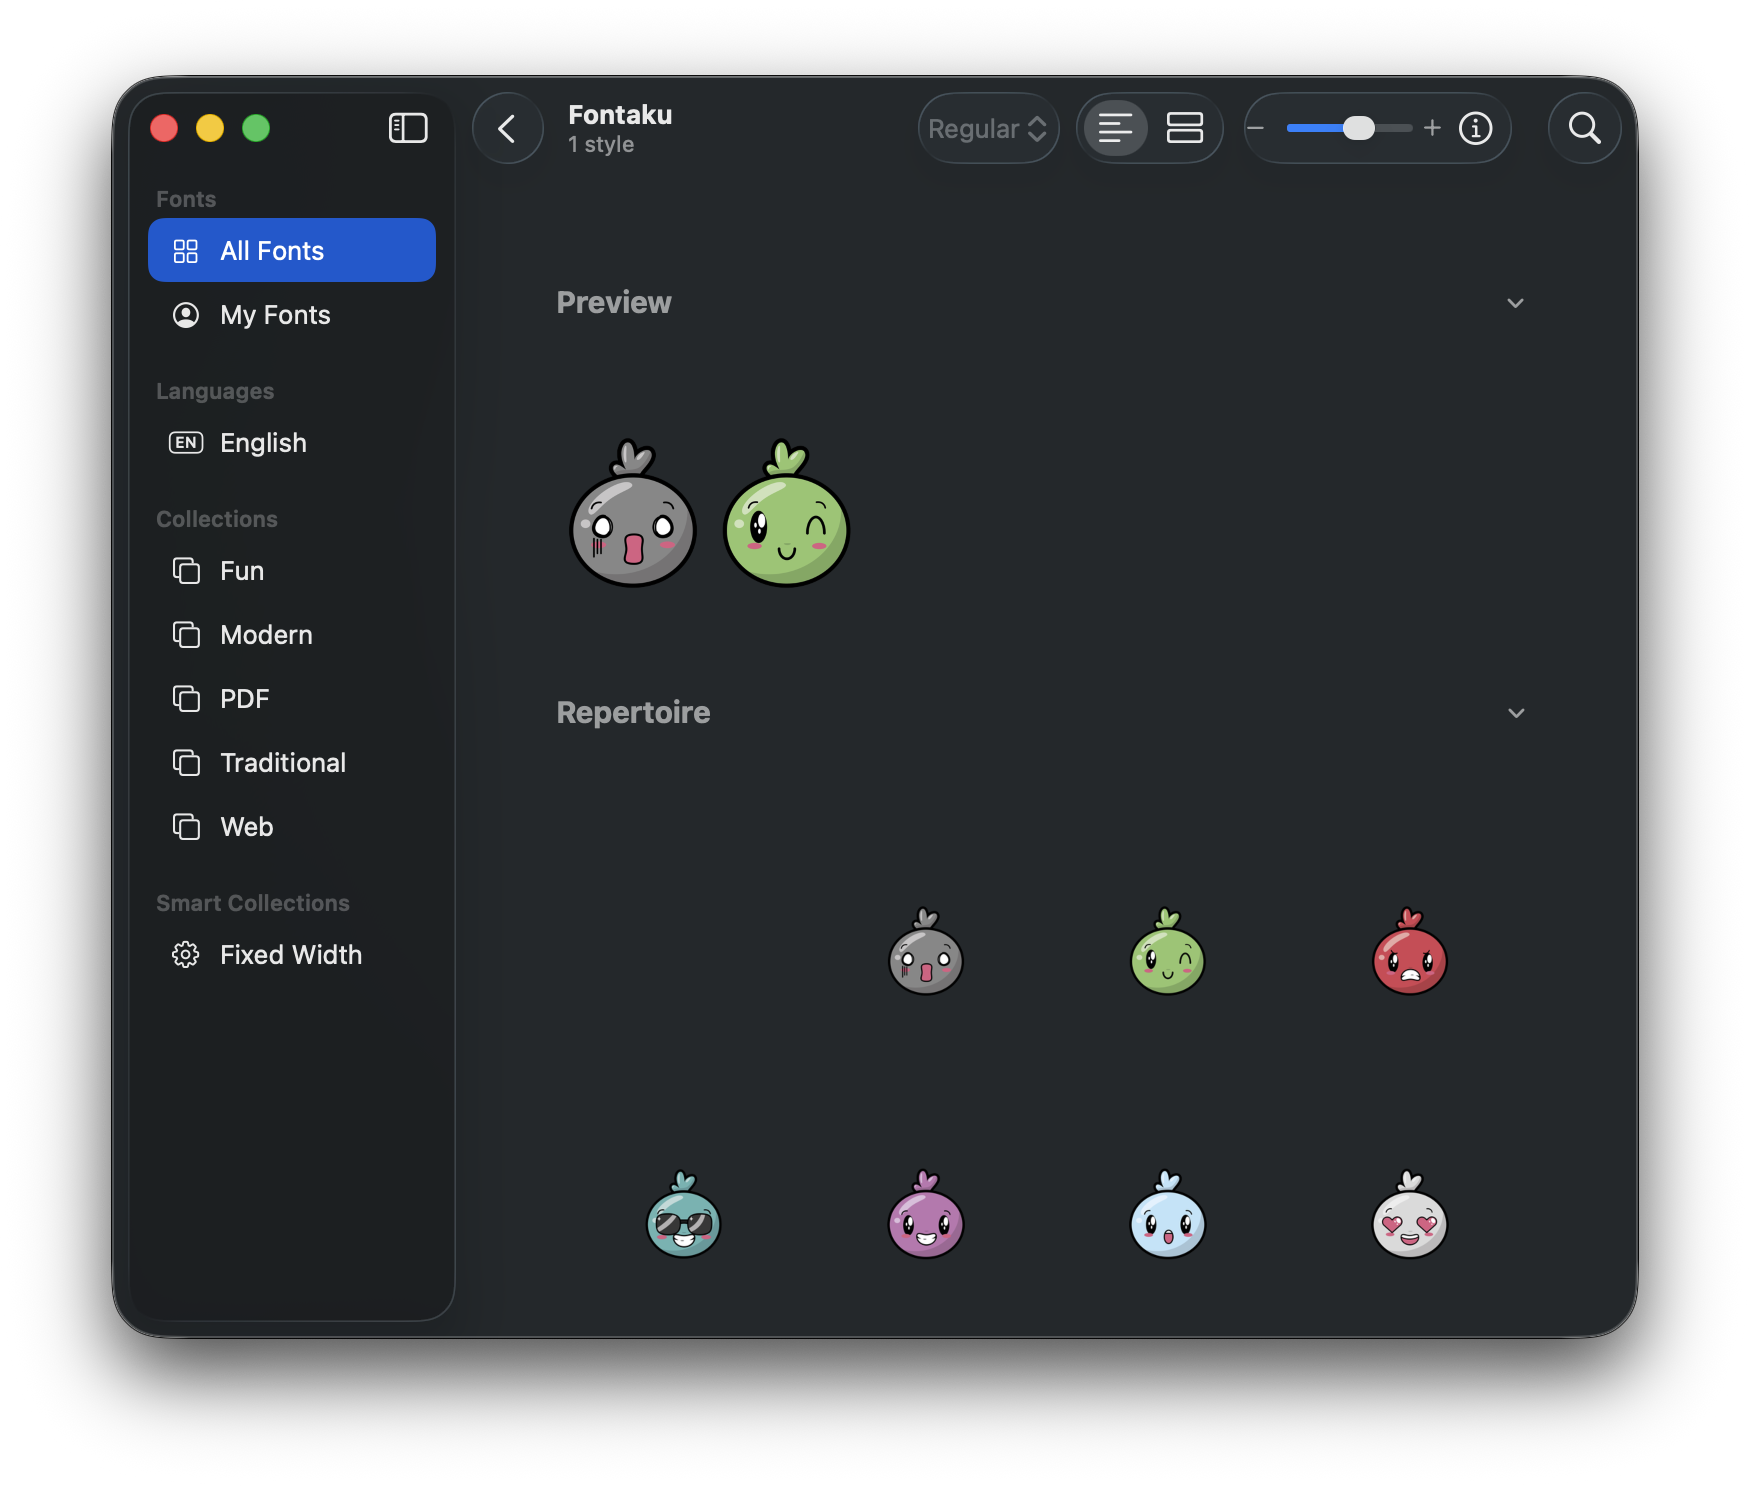 Fontaku
1 style
Regular
Fonts
All Fonts
My Fonts
Languages
EN English
Collections
Fun
Modern
PDF
Traditional
Web
Smart Collections
Fixed Width
Preview
Repertoire